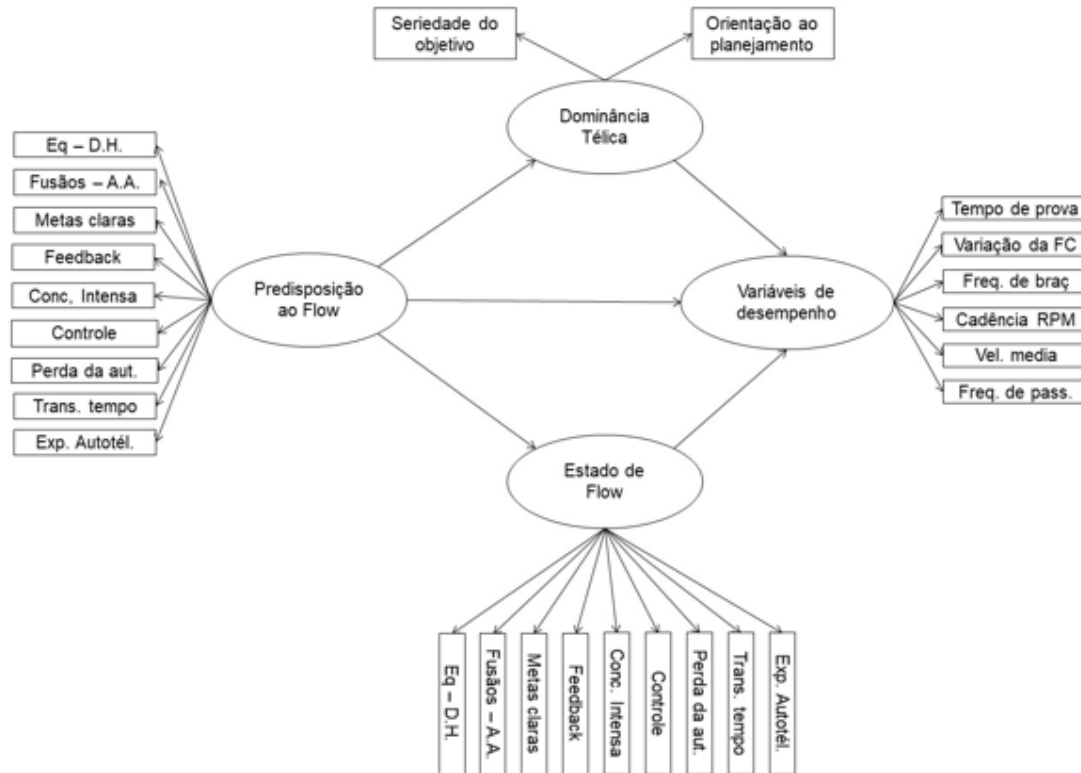 Seriedade do
objetivo
Orientação ao
planejamento
Dominância
Télica
Eq – D.H.
Fusãos – A.A.
Metas claras
Feedback
Conc, Intensa
Controle
Perda da aut.
Trans. tempo
Exp. Autotél.
Predisposição
ao Flow
Variáveis de
desempenho
Tempo de prova
Variação da FC
Freq. de braç
Cadência RPM
Vel. media
Freq. de pass.
Estado de
Flow
Eq – D.H.
Fusãos – A.A.
Metas claras
Feedback
Conc. Intensa
Controle
Perda da aut.
Trans. tempo
Exp. Autotél.